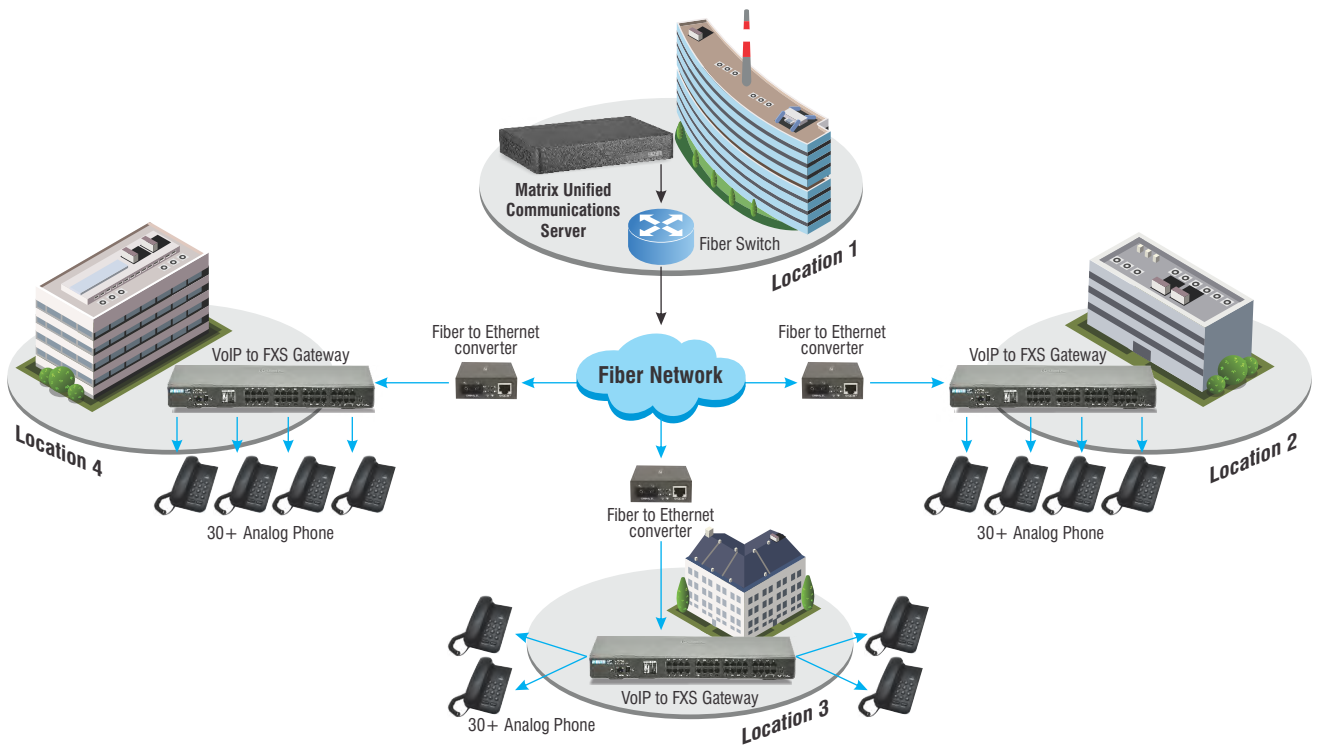 Matrix Unified
Communications
Server
Fiber Switch
Location 1
Fiber to Ethernet
converter
Fiber Network
Fiber to Ethernet
converter
VoIP to FXS Gateway
Location 4
30+ Analog Phone
VoIP to FXS Gateway
Location 2
30+ Analog Phone
Fiber to Ethernet
converter
VoIP to FXS Gateway
30+ Analog Phone
Location 3